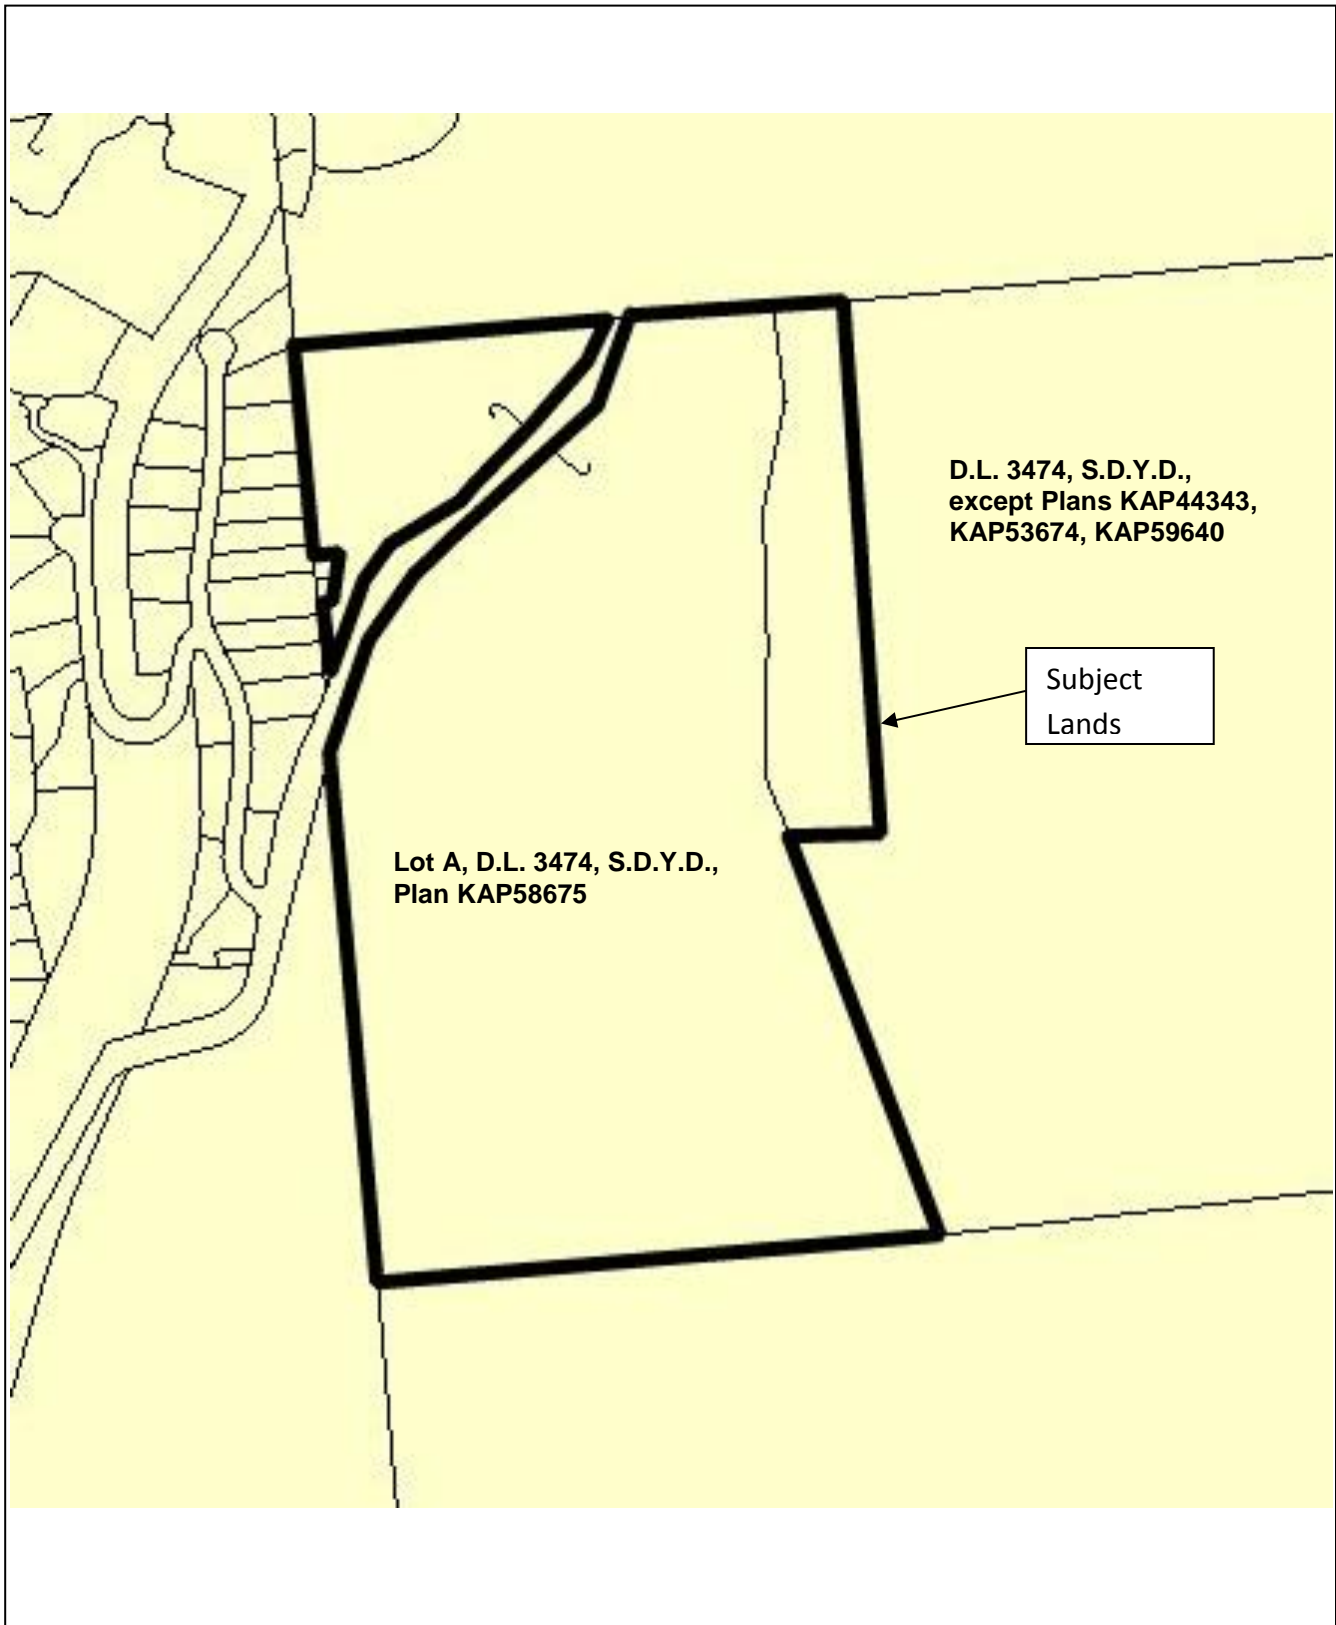 D.L. 3474, S.D.Y.D.,
except Plans KAP44343,
KAP53674, KAP59640
Subject
Lands
Lot A, D.L. 3474, S.D.Y.D.,
Plan KAP58675